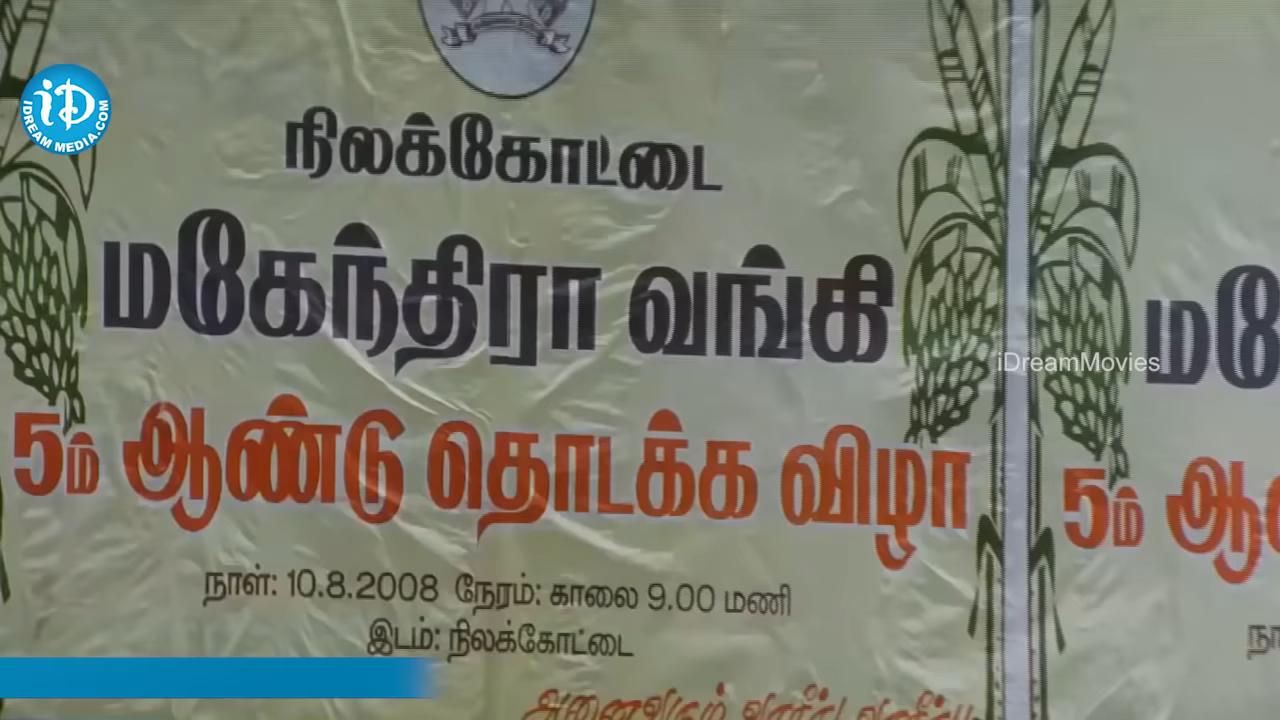 iD
IDREAM MEDIA.COM
நிலக்கோட்டை
மகேந்திரா வங்கி
iDreamMovies
5ம் ஆண்டு தொடக்க விழா
5ம்
நாள்: 10.8.2008 நேரம்: காலை 9.00 மணி
இடம்: நிலக்கோட்டை